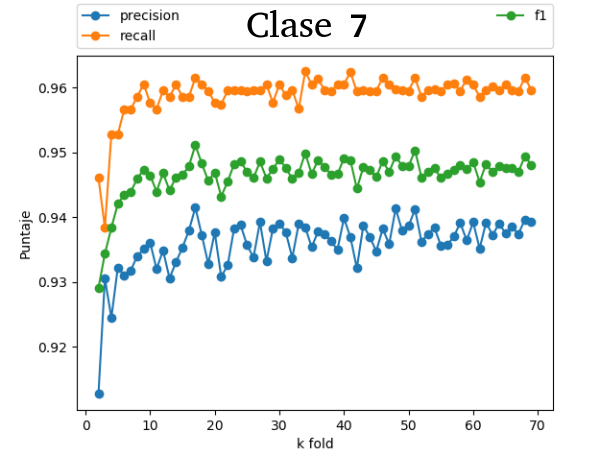 Clase 7
precision
recall
f1
Puntaje
0.96
0.95
0.94
0.93
0.92
0 10 20 30 40 50 60 70
k fold